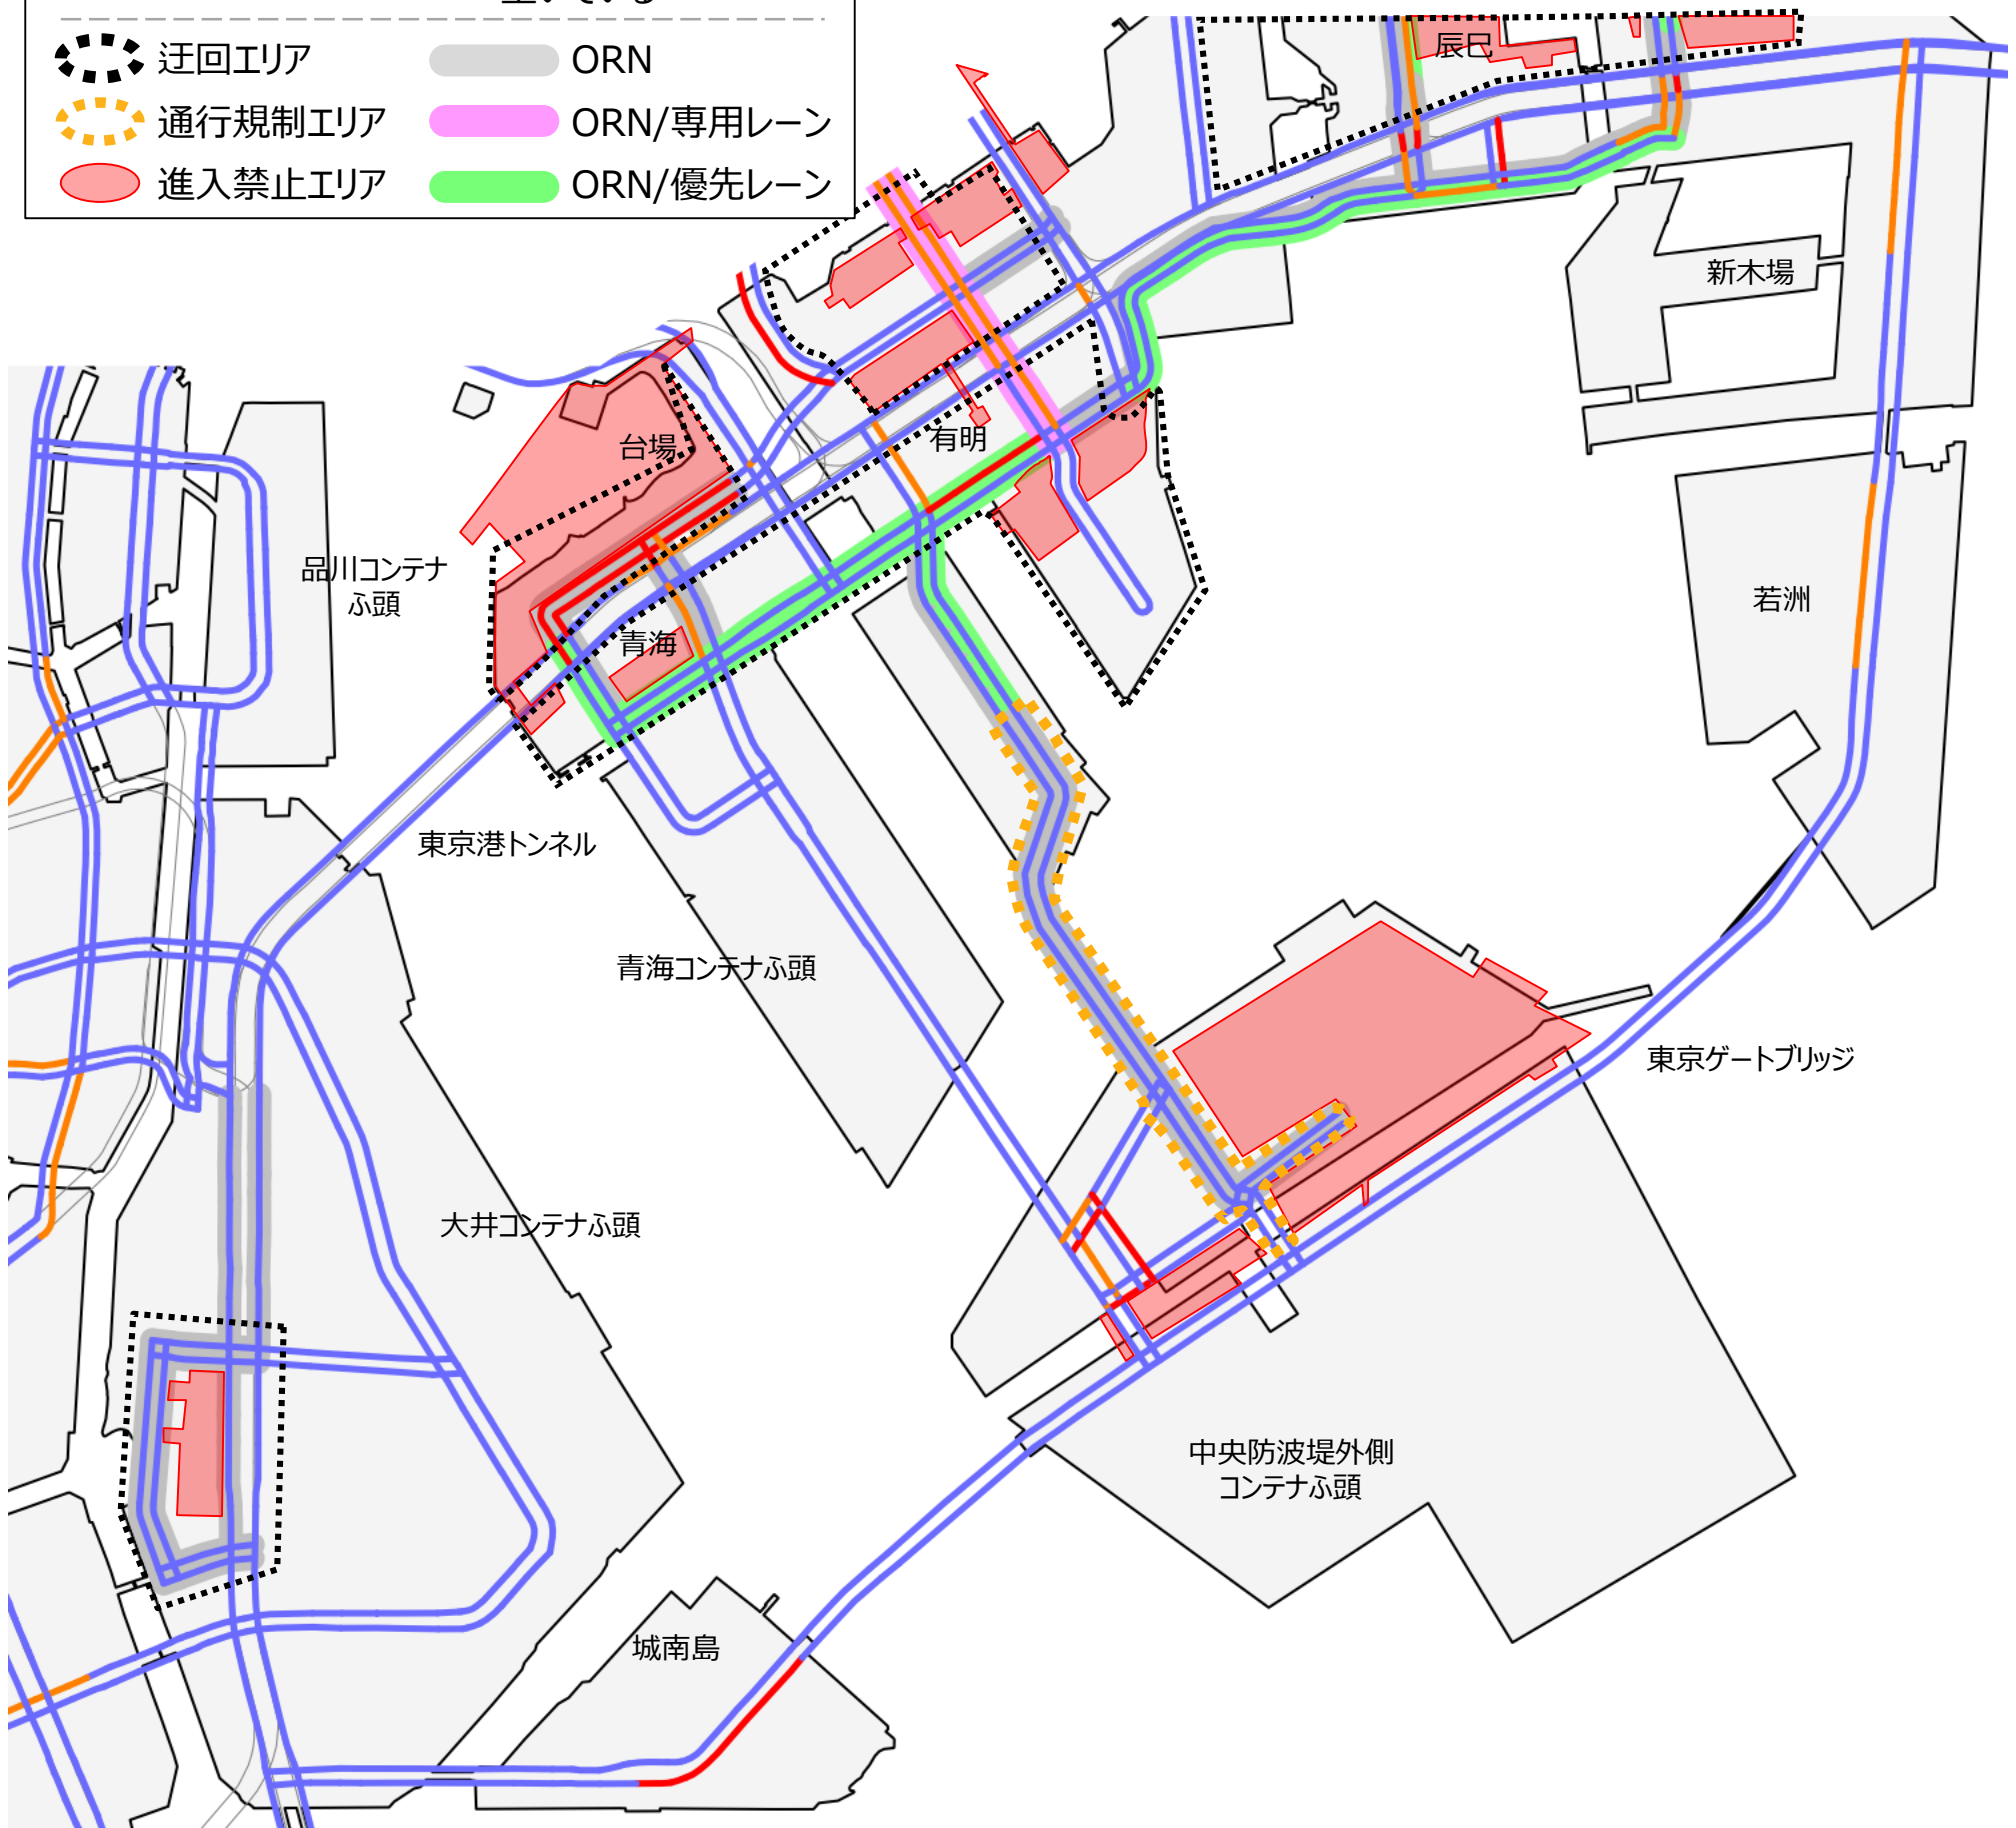 空いている
迂回エリア
ORN
通行規制エリア
ORN/専用レーン
進入禁止エリア
ORN/優先レーン
辰巳
新木場
有明
台場
品川コンテナ
ふ頭
青海
若洲
東京港トンネル
青海コンテナふ頭
東京ゲートブリッジ
大井コンテナふ頭
中央防波堤外側
コンテナふ頭
城南島